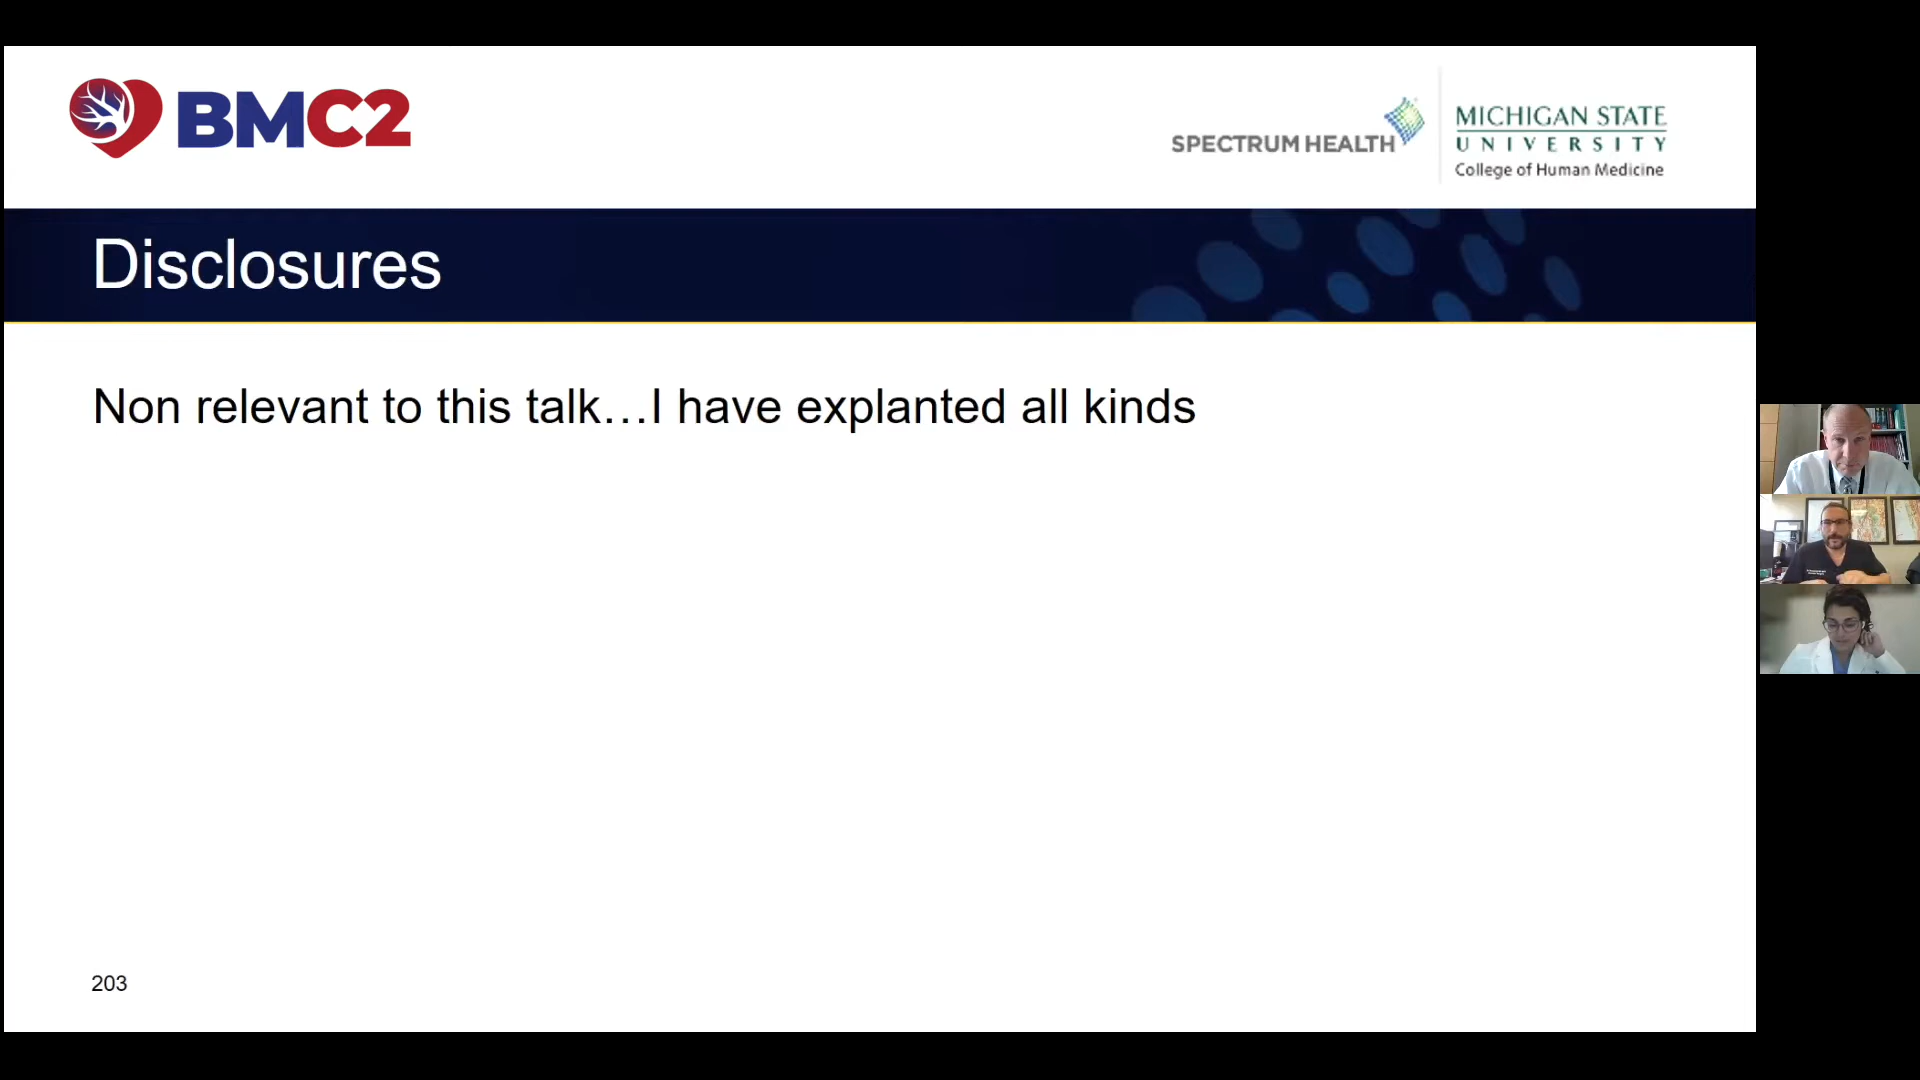 BMC2
SPECTRUM HEALTH
MICHIGAN STATE
UNIVERSITY
College of Human Medicine
Disclosures
Non relevant to this talk…I have explanted all kinds
203